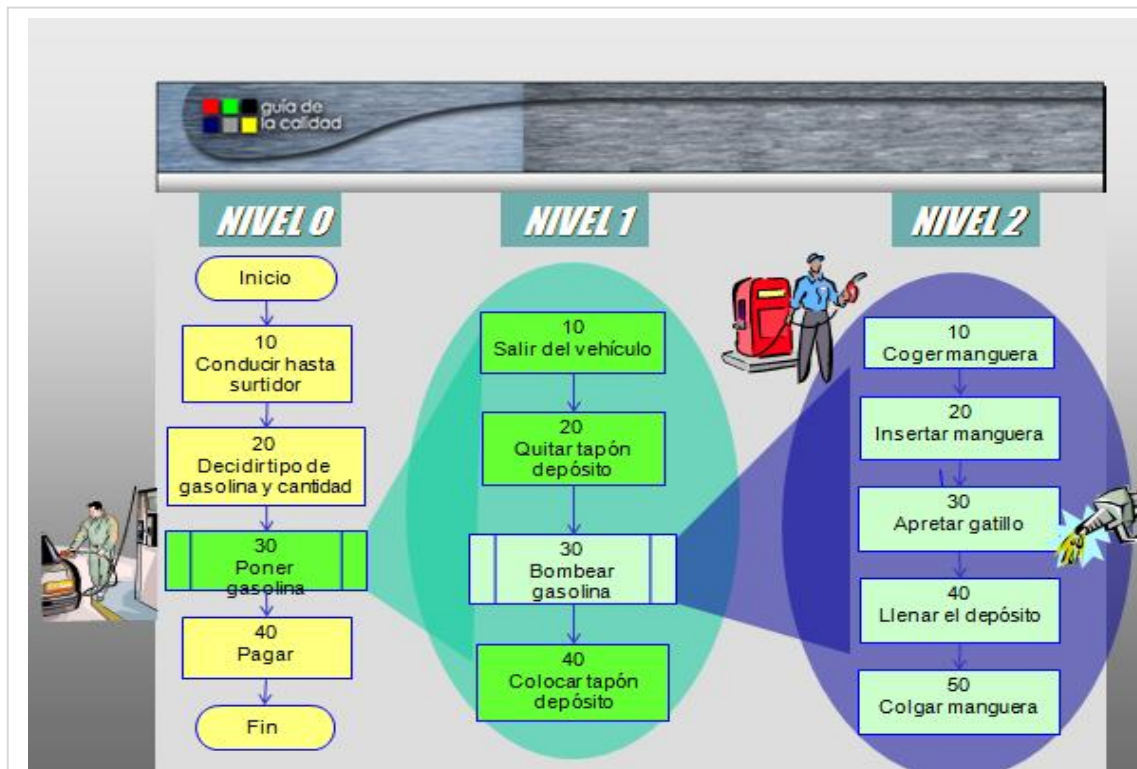 guía de
la calidad
NIVEL 0
Inicio
10
Conducir hasta
surtidor
20
Decidir tipo de
gasolina y cantidad
30
Poner
gasolina
40
Pagar
Fin
NIVEL 1
10
Salir del vehículo
20
Quitar tapón
depósito
30
Bombear
gasolina
40
Colocar tapón
depósito
NIVEL 2
10
Coger manguera
20
Insertar manguera
30
Apretar gatillo
40
Llenar el depósito
50
Colgar manguera